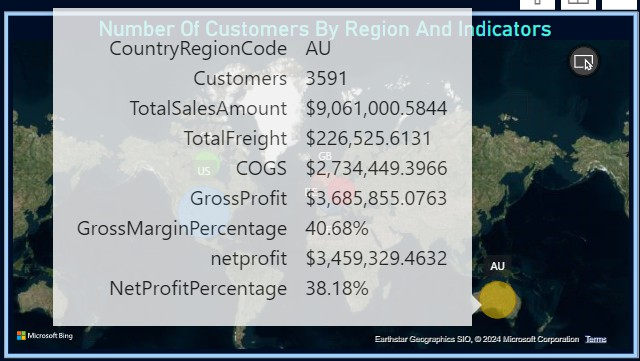 Number Of Customers By Region And Indicators
CountryRegionCode AU
Customers 3591
TotalSalesAmount $9,061,000.5844
TotalFreight $226,525.6131
COGS $2,734,449.3966
GrossProfit $3,685,855.0763
GrossMarginPercentage 40.68%
netprofit $3,459,329.4632
NetProfitPercentage 38.18%
GB
US
AU
Microsoft Bing
Earthstar Geographics SIO, © 2024 Microsoft Corporation Terms